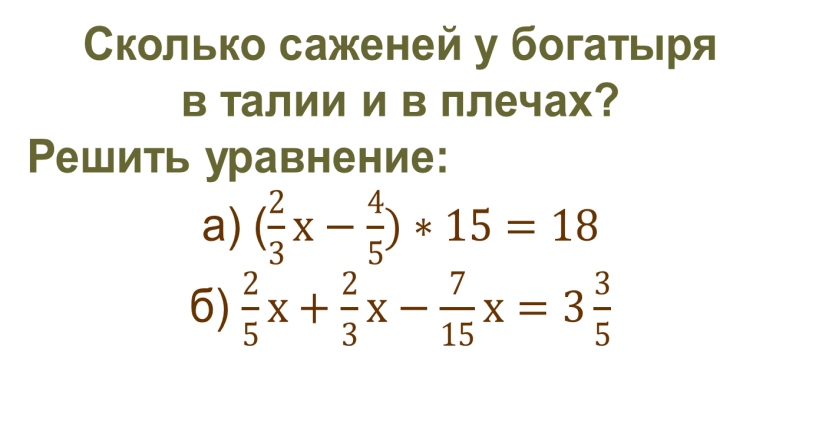 Сколько саженей у богатыря
в талии и в плечах?
Решить уравнение:
а) (2/3 x − 4/5) ∗ 15 = 18
б) 2/5 x + 2/3 x − 7/15 x = 3 3/5